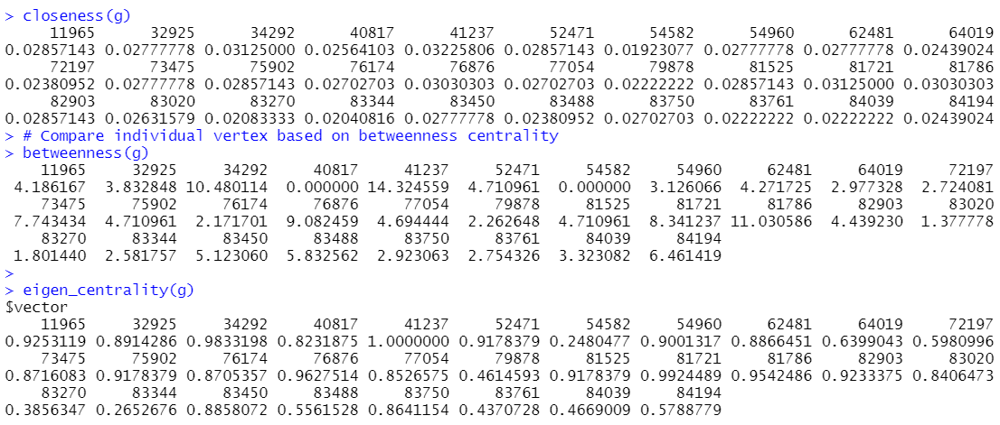 > closeness(g)
11965 32925 34292 40817 41237 52471 54582 54960 62481 64019
0.02857143 0.02777778 0.03125000 0.02564103 0.03225806 0.02857143 0.01923077 0.02777778 0.02777778 0.02439024
72197 73475 75902 76174 76876 77054 79878 81525 81721 81786
0.02380952 0.02777778 0.02857143 0.02702703 0.03030303 0.02702703 0.02222222 0.02857143 0.03125000 0.03030303
82903 83020 83270 83344 83450 83488 83750 83761 84039 84194
0.02857143 0.02631579 0.02083333 0.02040816 0.02777778 0.02380952 0.02702703 0.02222222 0.02222222 0.02439024
> # Compare individual vertex based on betweenness centrality
> betweenness(g)
11965 32925 34292 40817 41237 52471 54582 54960 62481 64019 72197
4.186167 3.832848 10.480114 0.000000 14.324559 4.710961 0.000000 3.126066 4.271725 2.977328 2.724081
73475 75902 76174 76876 77054 79878 81525 81721 81786 82903 83020
7.743434 4.710961 2.171701 9.082459 4.694444 2.262648 4.710961 8.341237 11.030586 4.439230 1.377778
83270 83344 83450 83488 83750 83761 84039 84194
1.801440 2.581757 5.123060 5.832562 2.923063 2.754326 3.323082 6.461419
>
> eigen_centrality(g)
$vector
11965 32925 34292 40817 41237 52471 54582 54960 62481 64019 72197
0.9253119 0.8914286 0.9833198 0.8231875 1.0000000 0.9178379 0.2480477 0.9001317 0.8866451 0.6399043 0.5980996
73475 75902 76174 76876 77054 79878 81525 81721 81786 82903 83020
0.8716083 0.9178379 0.8705357 0.9627514 0.8526575 0.4614593 0.9178379 0.9924489 0.9542486 0.9233375 0.8406473
83270 83344 83450 83488 83750 83761 84039 84194
0.3856347 0.2652676 0.8858072 0.5561528 0.8641154 0.4370728 0.4669009 0.5788779